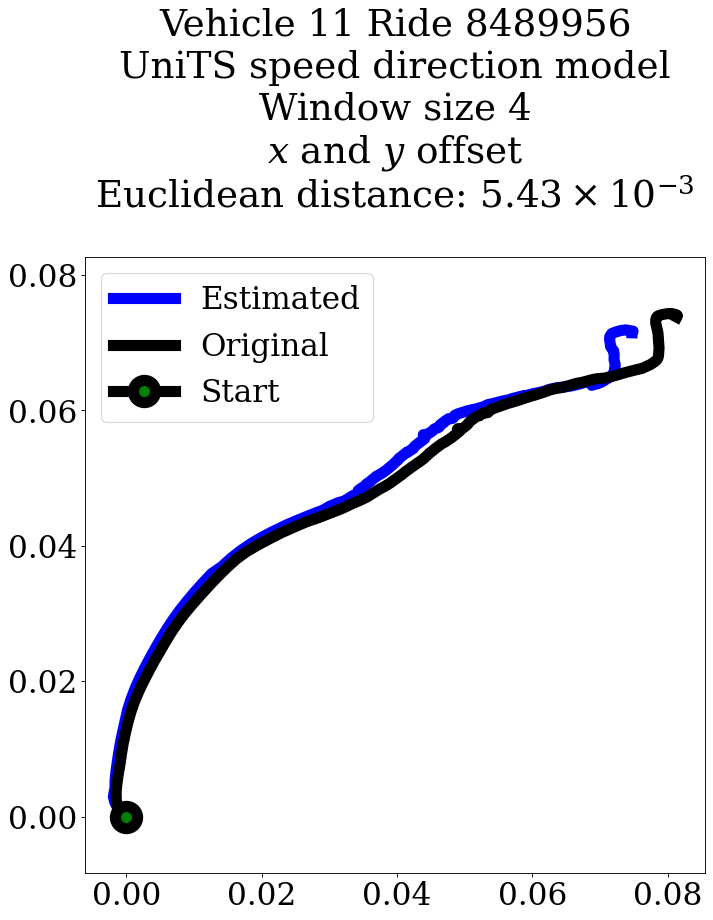 Vehicle 11 Ride 8489956
UniTS speed direction model
Window size 4
x and y offset
Euclidean distance: 5.43 × 10⁻³
Estimated
Original
Start
0.08
0.06
0.04
0.02
0.00
0.00 0.02 0.04 0.06 0.08